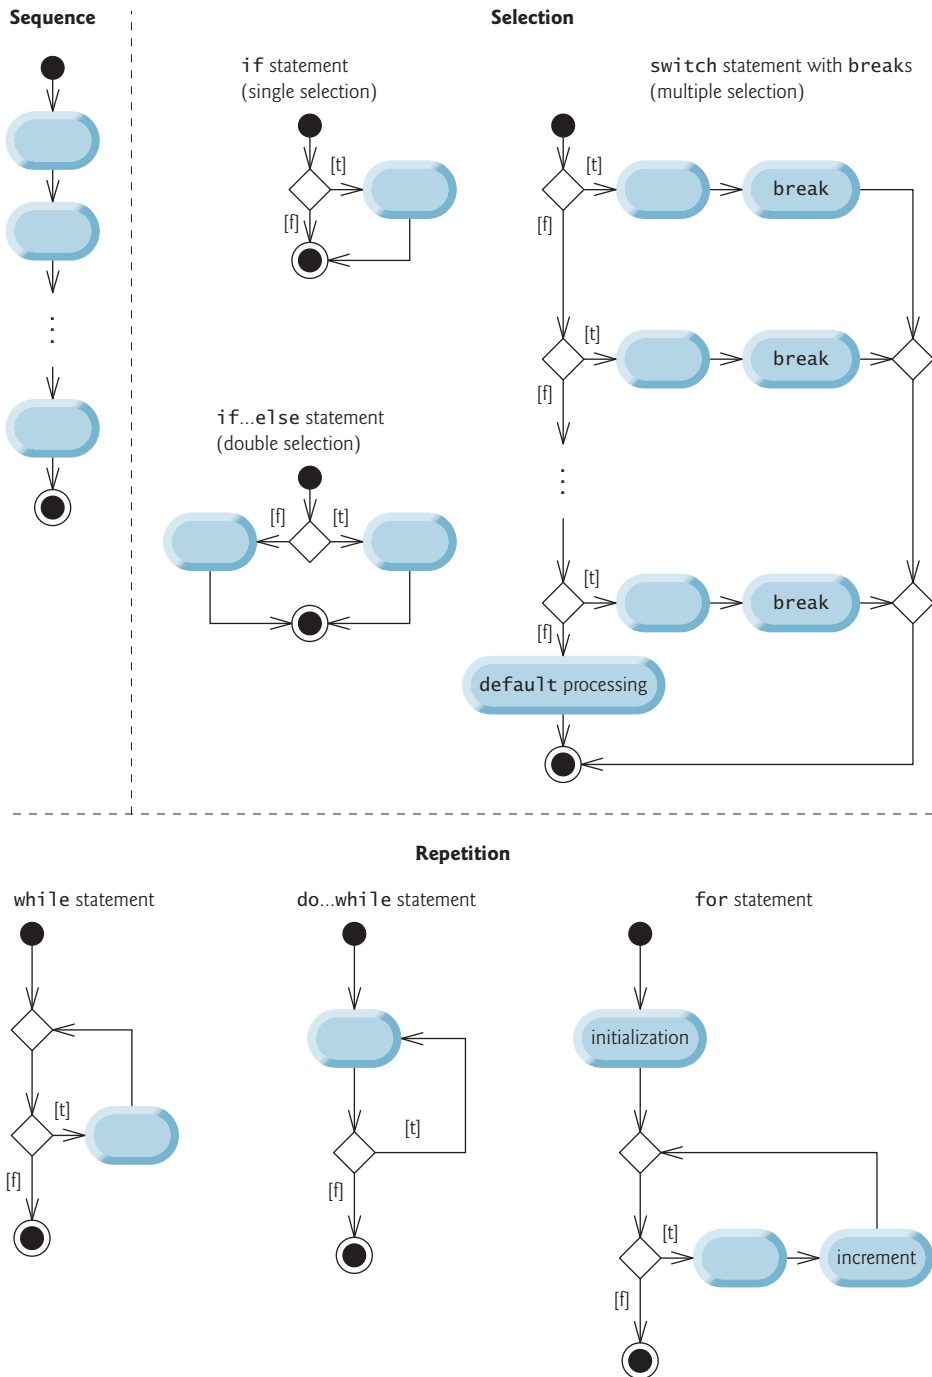 Sequence
Selection
if statement
(single selection)
[t]
[f]
if...else statement
(double selection)
[f]
[t]
switch statement with breaks
(multiple selection)
[t]
break
[f]
[t]
break
[f]
[t]
break
[f]
default processing
Repetition
while statement
[t]
[f]
do...while statement
[t]
[f]
for statement
initialization
[t]
increment
[f]